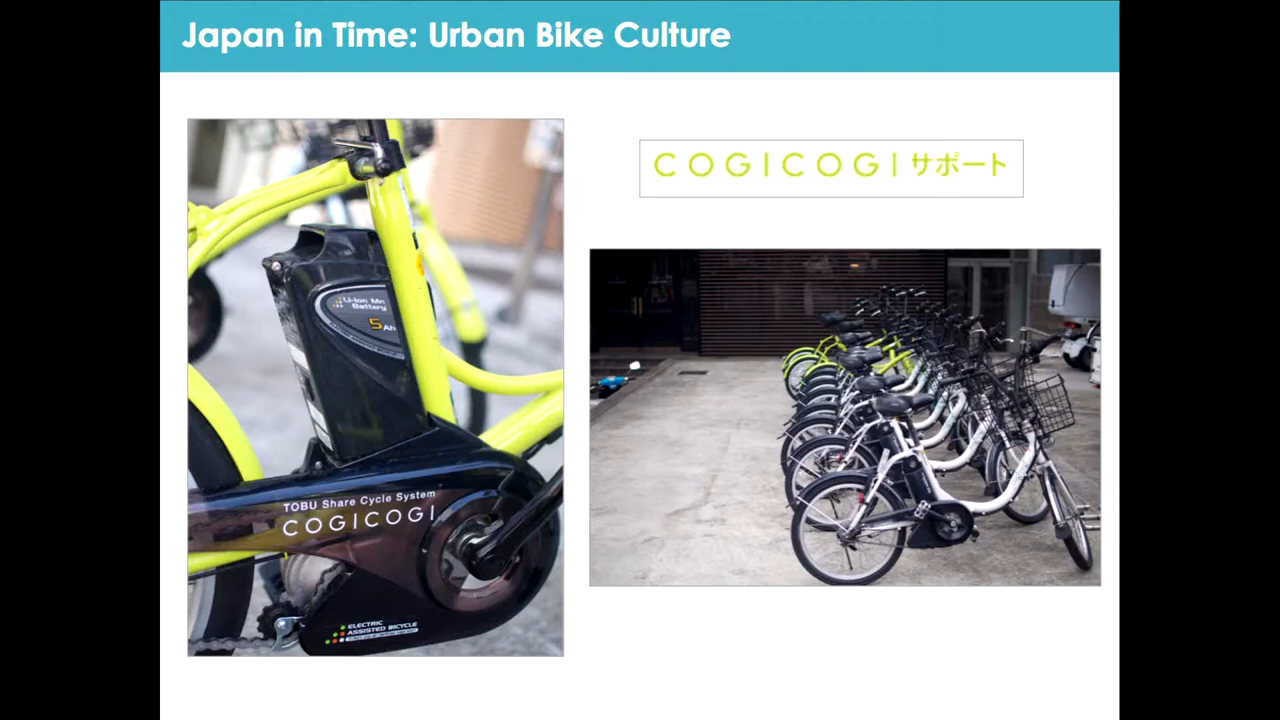 Japan in Time: Urban Bike Culture
COGICOGIサポート
Li-ion Mn
Battery
5Ah
TOBU Share Cycle System
COGICOGI
ELECTRIC
ASSISTED BICYCLE